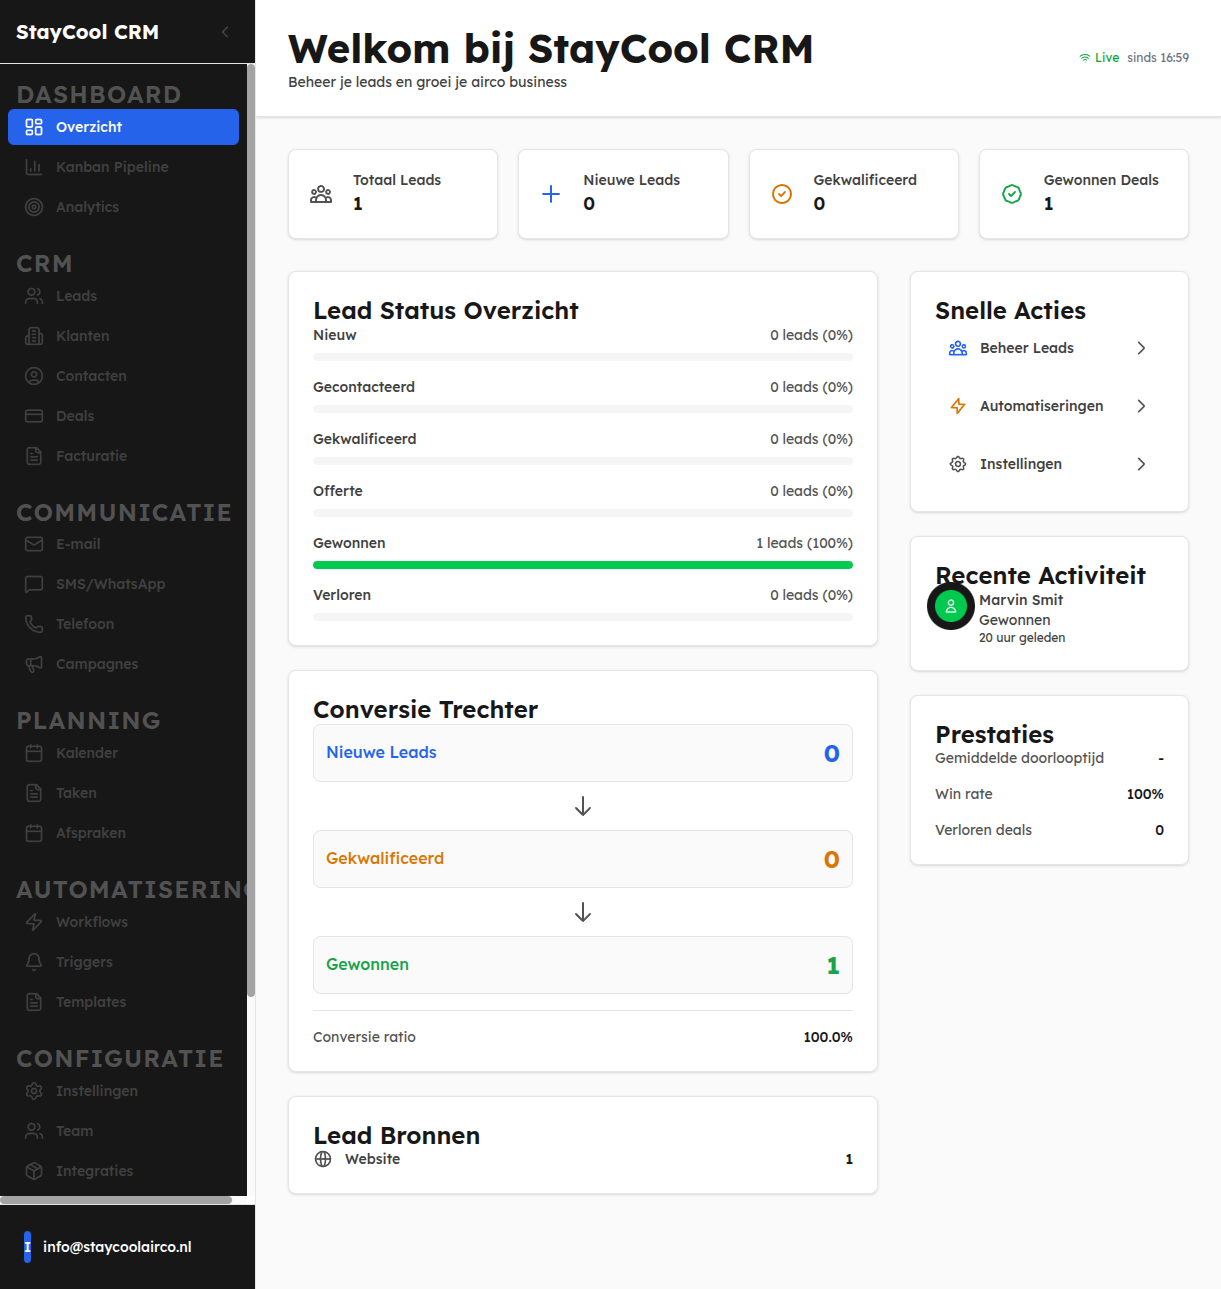 StayCool CRM
DASHBOARD
Overzicht
Kanban Pipeline
Analytics
CRM
Leads
Klanten
Contacten
Deals
Facturatie
COMMUNICATIE
E-mail
SMS/WhatsApp
Telefoon
Campagnes
PLANNING
Kalender
Taken
Afspraken
AUTOMATISERING
Workflows
Triggers
Templates
CONFIGURATIE
Instellingen
Team
Integraties
I
info@staycoolairco.nl
Welkom bij StayCool CRM
Beheer je leads en groei je airco business
Live sinds 16:59
Totaal Leads
1
Nieuwe Leads
0
Gekwalificeerd
0
Gewonnen Deals
1
Lead Status Overzicht
Nieuw 0 leads (0%)
Gecontacteerd 0 leads (0%)
Gekwalificeerd 0 leads (0%)
Offerte 0 leads (0%)
Gewonnen 1 leads (100%)
Verloren 0 leads (0%)
Conversie Trechter
Nieuwe Leads 0
Gekwalificeerd 0
Gewonnen 1
Conversie ratio 100.0%
Lead Bronnen
Website 1
Snelle Acties
Beheer Leads
Automatiseringen
Instellingen
Recente Activiteit
Marvin Smit
Gewonnen
20 uur geleden
Prestaties
Gemiddelde doorlooptijd -
Win rate 100%
Verloren deals 0